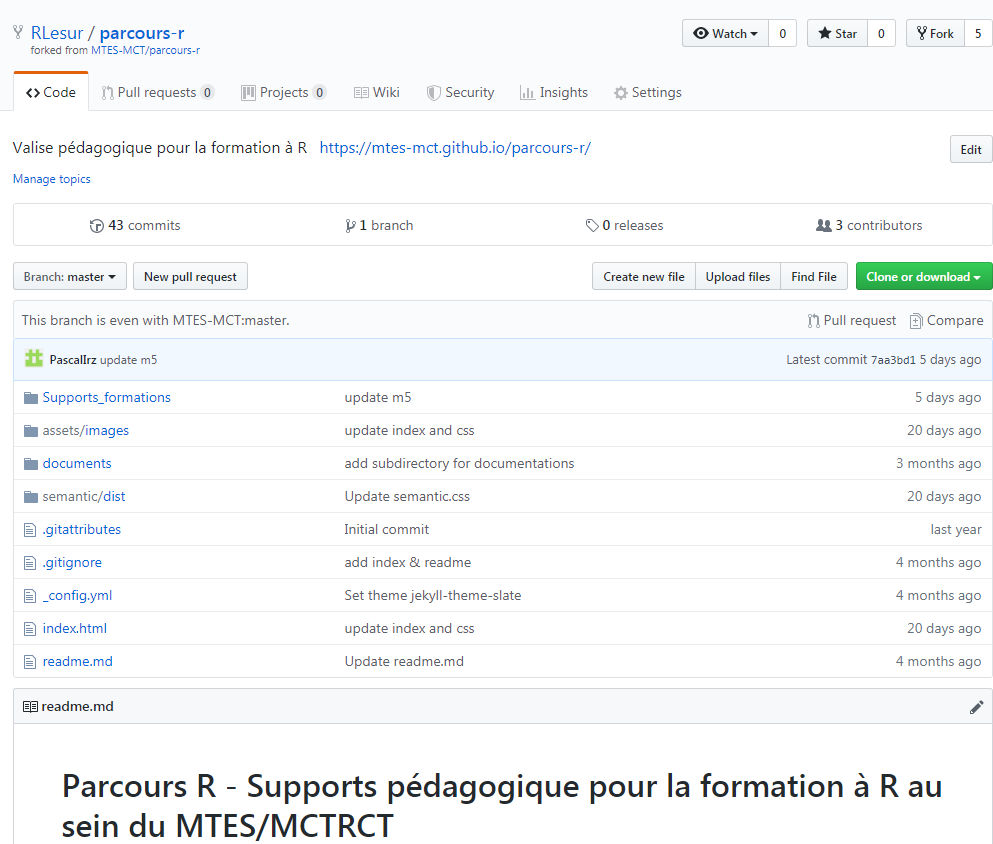 RLesur / parcours-r
Watch 0 Star 0 Fork 5
forked from MTES-MCT/parcours-r
Code Pull requests 0 Projects 0 Wiki Security Insights Settings
Valise pédagogique pour la formation à R https://mtes-mct.github.io/parcours-r/ Edit
Manage topics
43 commits 1 branch 0 releases 3 contributors
Branch: master New pull request Create new file Upload files Find File Clone or download
This branch is even with MTES-MCT:master. Pull request Compare
PascalIrz update m5 Latest commit 7aa3bd1 5 days ago
Supports_formations update m5 5 days ago
assets/images update index and css 20 days ago
documents add subdirectory for documentations 3 months ago
semantic/dist Update semantic.css 20 days ago
.gitattributes Initial commit last year
.gitignore add index & readme 4 months ago
_config.yml Set theme jekyll-theme-slate 4 months ago
index.html update index and css 20 days ago
readme.md Update readme.md 4 months ago
readme.md
Parcours R - Supports pédagogique pour la formation à R au
sein du MTES/MCTRCT